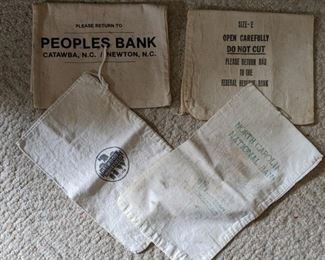 PLEASE RETURN TO
PEOPLES BANK
CATAWBA, N.C. / NEWTON, N.C.
SIZE-2
OPEN CAREFULLY
DO NOT CUT
PLEASE RETURN BAG
TO THE
FEDERAL RESERVE BANK
NORTH CAROLINA
NATIONAL BANK